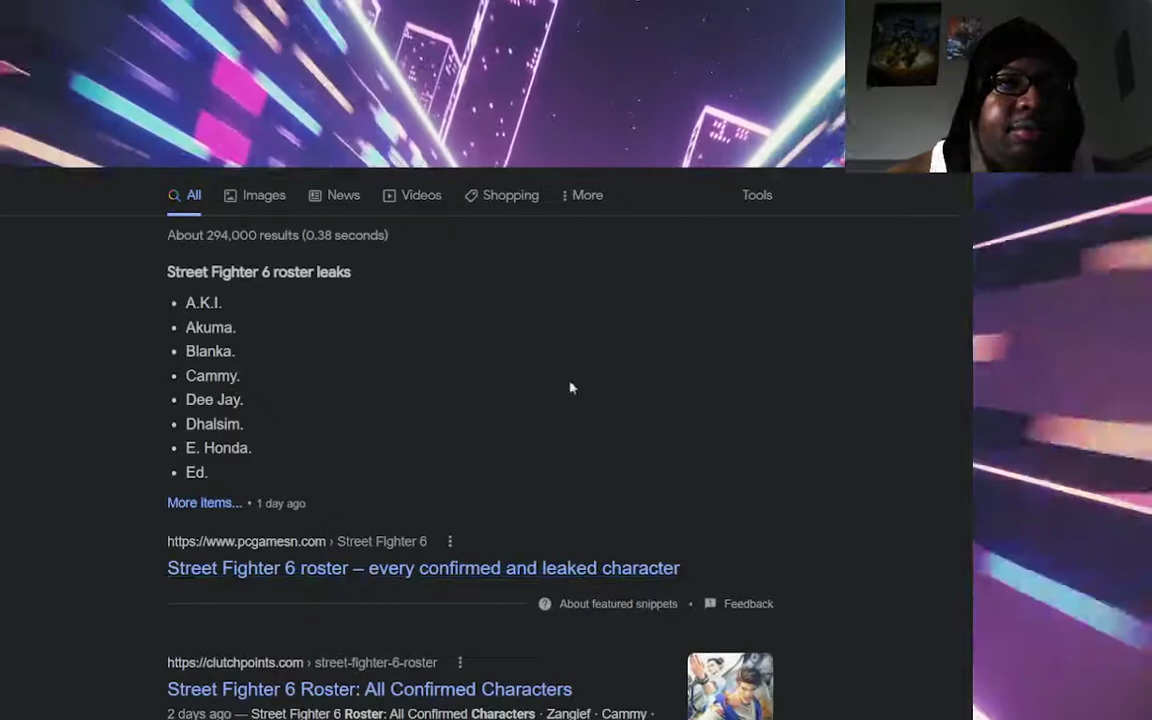 All Images News Videos Shopping More Tools
About 294,000 results (0.38 seconds)
Street Fighter 6 roster leaks
• A.K.I.
• Akuma.
• Blanka.
• Cammy.
• Dee Jay.
• Dhalsim.
• E. Honda.
• Ed.
More items... • 1 day ago
https://www.pcgamesn.com › Street Fighter 6
Street Fighter 6 roster – every confirmed and leaked character
About featured snippets • Feedback
https://clutchpoints.com › street-fighter-6-roster
Street Fighter 6 Roster: All Confirmed Characters
2 days ago — Street Fighter 6 Roster: All Confirmed Characters · Zangief · Cammy ·